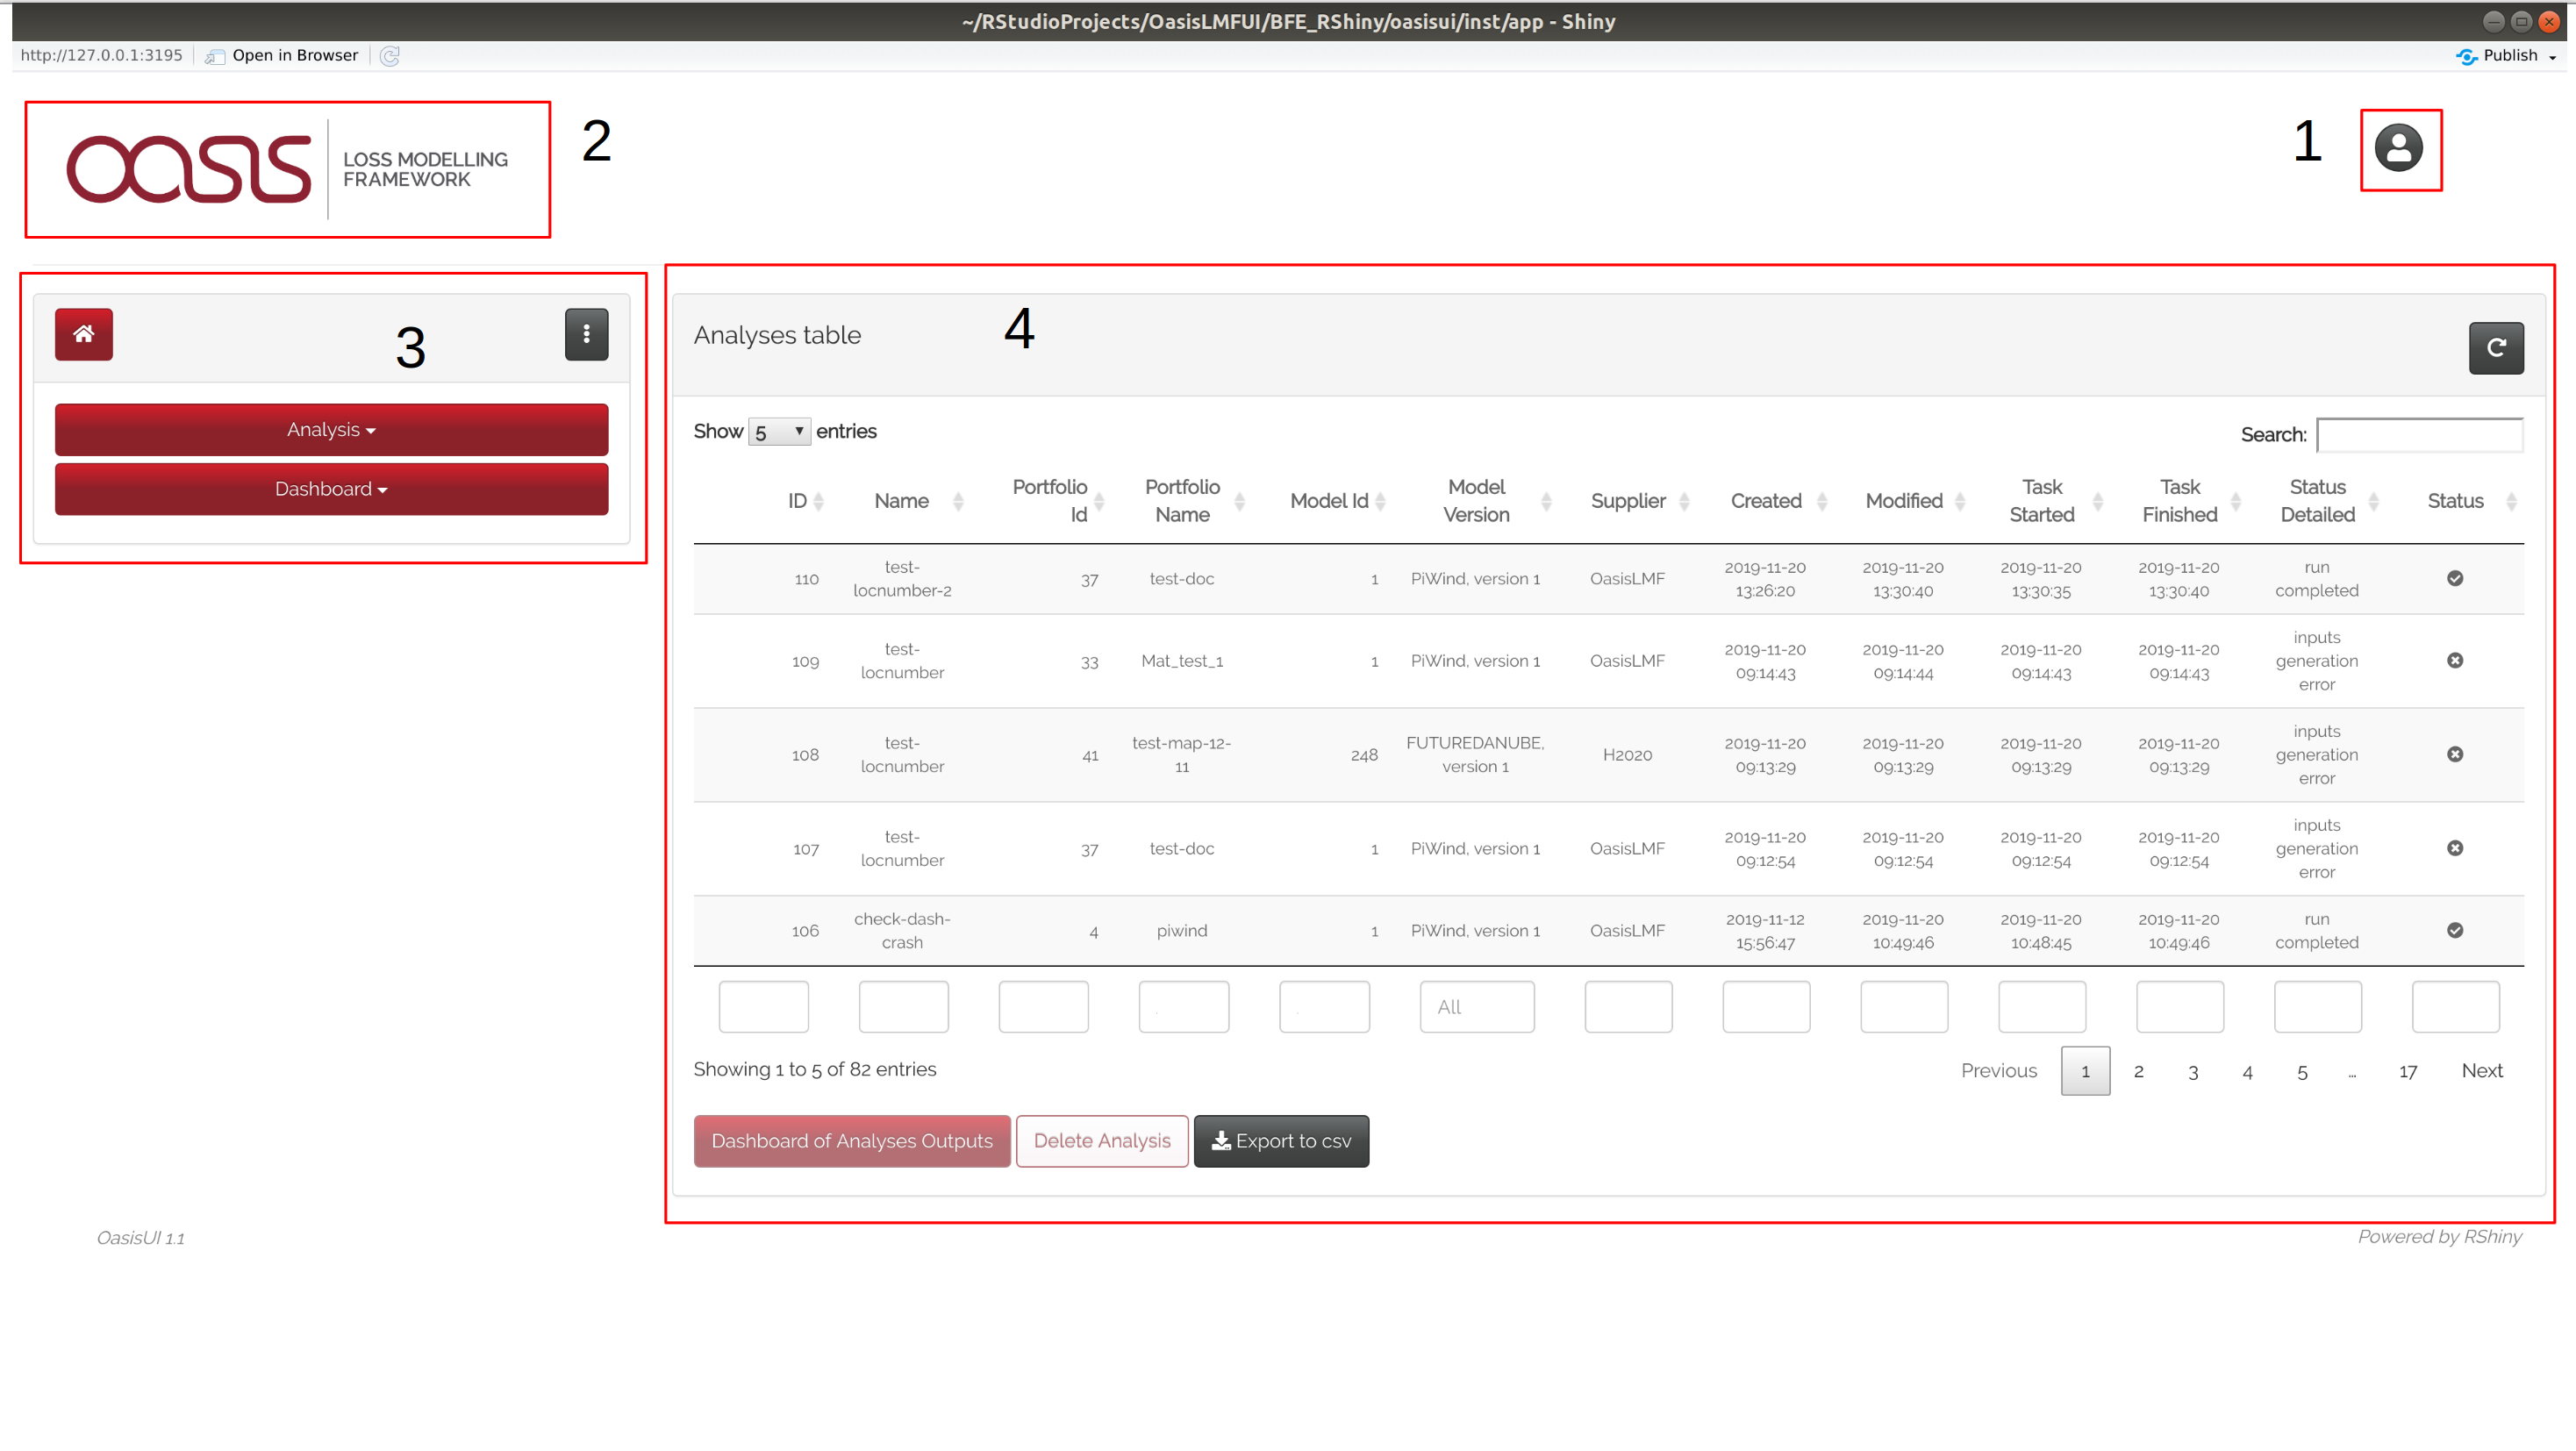 ~/RStudioProjects/OasisLMFUI/BFE_RShiny/oasisui/inst/app - Shiny
http://127.0.0.1:3195 Open in Browser Publish
oasis LOSS MODELLING FRAMEWORK
2
1
3
Analysis
Dashboard
4
Analyses table
Show 5 entries Search:
ID Name Portfolio Id Portfolio Name Model Id Model Version Supplier Created Modified Task Started Task Finished Status Detailed Status
110 test-locnumber-2 37 test-doc 1 PiWind, version 1 OasisLMF 2019-11-20 13:26:20 2019-11-20 13:30:40 2019-11-20 13:30:35 2019-11-20 13:30:40 run completed
109 test-locnumber 33 Mat_test_1 1 PiWind, version 1 OasisLMF 2019-11-20 09:14:43 2019-11-20 09:14:44 2019-11-20 09:14:43 2019-11-20 09:14:43 inputs generation error
108 test-locnumber 41 test-map-12-11 248 FUTUREDANUBE, version 1 H2020 2019-11-20 09:13:29 2019-11-20 09:13:29 2019-11-20 09:13:29 2019-11-20 09:13:29 inputs generation error
107 test-locnumber 37 test-doc 1 PiWind, version 1 OasisLMF 2019-11-20 09:12:54 2019-11-20 09:12:54 2019-11-20 09:12:54 2019-11-20 09:12:54 inputs generation error
106 check-dash-crash 4 piwind 1 PiWind, version 1 OasisLMF 2019-11-12 15:56:47 2019-11-20 10:49:46 2019-11-20 10:48:45 2019-11-20 10:49:46 run completed
All
Showing 1 to 5 of 82 entries Previous 1 2 3 4 5 … 17 Next
Dashboard of Analyses Outputs Delete Analysis Export to csv
OasisUI 1.1 Powered by RShiny